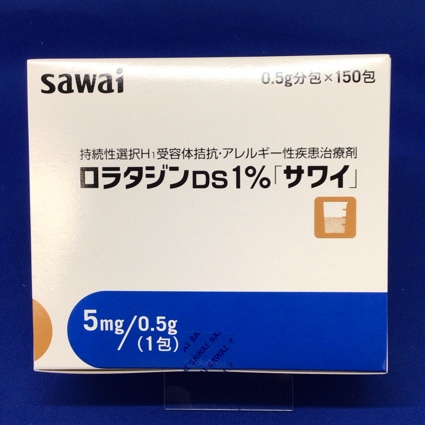 sawai
0.5g分包×150包
持続性選択H1受容体拮抗・アレルギー性疾患治療剤
ロラタジンDS1%「サワイ」
5mg/0.5g
(1包)
SAWAI